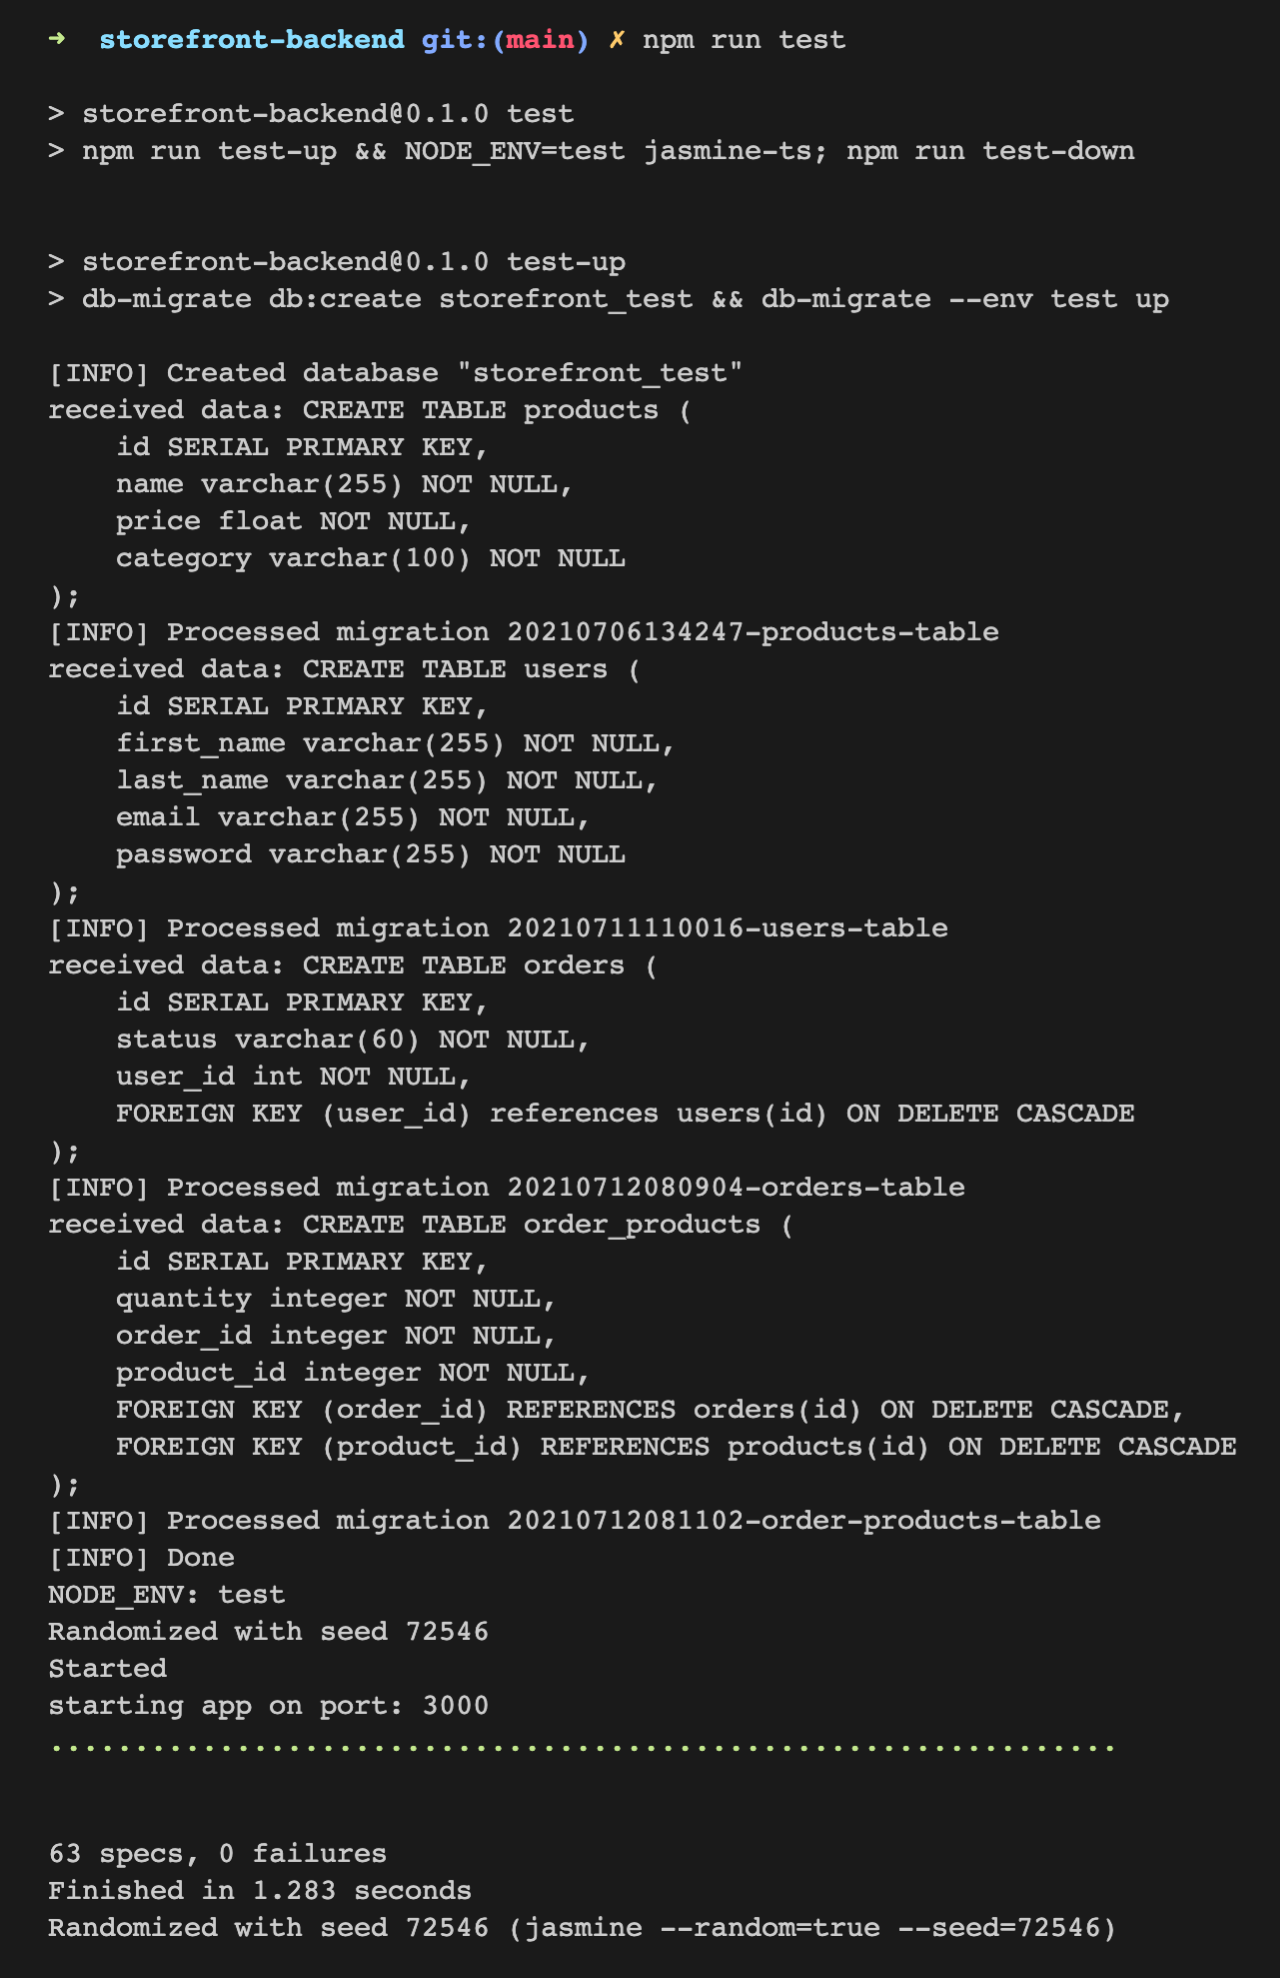 ➜  storefront-backend git:(main) ✗ npm run test
> storefront-backend@0.1.0 test
> npm run test-up && NODE_ENV=test jasmine-ts; npm run test-down
> storefront-backend@0.1.0 test-up
> db-migrate db:create storefront_test && db-migrate --env test up
[INFO] Created database "storefront_test"
received data: CREATE TABLE products (
    id SERIAL PRIMARY KEY,
    name varchar(255) NOT NULL,
    price float NOT NULL,
    category varchar(100) NOT NULL
);
[INFO] Processed migration 20210706134247-products-table
received data: CREATE TABLE users (
    id SERIAL PRIMARY KEY,
    first_name varchar(255) NOT NULL,
    last_name varchar(255) NOT NULL,
    email varchar(255) NOT NULL,
    password varchar(255) NOT NULL
);
[INFO] Processed migration 20210711110016-users-table
received data: CREATE TABLE orders (
    id SERIAL PRIMARY KEY,
    status varchar(60) NOT NULL,
    user_id int NOT NULL,
    FOREIGN KEY (user_id) references users(id) ON DELETE CASCADE
);
[INFO] Processed migration 20210712080904-orders-table
received data: CREATE TABLE order_products (
    id SERIAL PRIMARY KEY,
    quantity integer NOT NULL,
    order_id integer NOT NULL,
    product_id integer NOT NULL,
    FOREIGN KEY (order_id) REFERENCES orders(id) ON DELETE CASCADE,
    FOREIGN KEY (product_id) REFERENCES products(id) ON DELETE CASCADE
);
[INFO] Processed migration 20210712081102-order-products-table
[INFO] Done
NODE_ENV: test
Randomized with seed 72546
Started
starting app on port: 3000
...............................................................
63 specs, 0 failures
Finished in 1.283 seconds
Randomized with seed 72546 (jasmine --random=true --seed=72546)